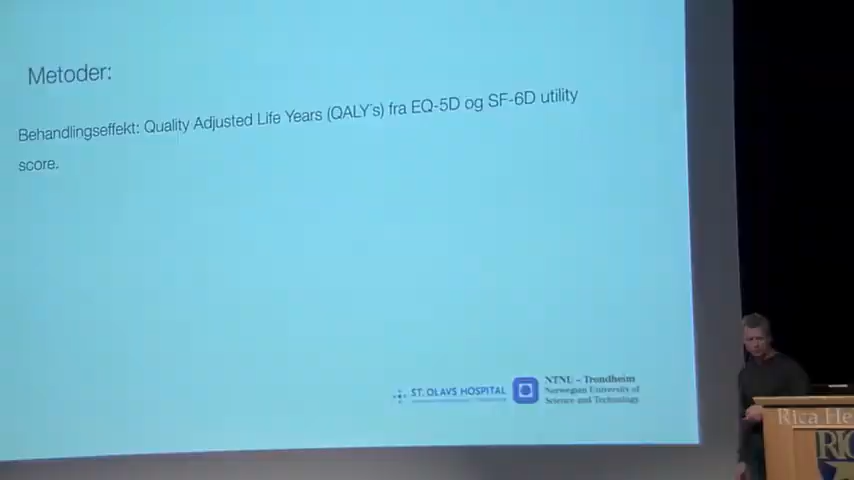 Metoder:
Behandlingseffekt: Quality Adjusted Life Years (QALY´s) fra EQ-5D og SF-6D utility
score.
ST. OLAVS HOSPITAL
NTNU – Trondheim
Norwegian University of
Science and Technology
Rica He
RIC